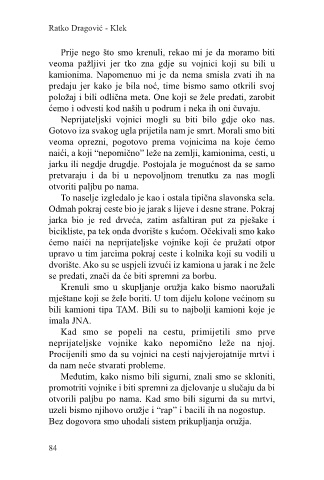 Ratko Dragović - Klek
Prije nego što smo krenuli, rekao mi je da moramo biti
veoma pažljivi jer tko zna gdje su vojnici koji su bili u
kamionima. Napomenuo mi je da nema smisla zvati ih na
predaju jer kako je bila noć, time bismo samo otkrili svoj
položaj i bili odlična meta. One koji se žele predati, zarobit
ćemo i odvesti kod naših u podrum i neka ih oni čuvaju.
Neprijateljski vojnici mogli su biti bilo gdje oko nas.
Gotovo iza svakog ugla prijetila nam je smrt. Morali smo biti
veoma oprezni, pogotovo prema vojnicima na koje ćemo
naići, a koji “nepomično” leže na zemlji, kamionima, cesti, u
jarku ili negdje drugdje. Postojala je mogućnost da se samo
pretvaraju i da bi u nepovoljnom trenutku za nas mogli
otvoriti paljbu po nama.
To naselje izgledalo je kao i ostala tipična slavonska sela.
Odmah pokraj ceste bio je jarak s lijeve i desne strane. Pokraj
jarka bio je red drveća, zatim asfaltiran put za pješake i
bicikliste, pa tek onda dvorište s kućom. Očekivali smo kako
ćemo naići na neprijateljske vojnike koji će pružati otpor
upravo u tim jarcima pokraj ceste i kolnika koji su vodili u
dvorište. Ako su se uspjeli izvući iz kamiona u jarak i ne žele
se predati, znači da će biti spremni za borbu.
Krenuli smo u skupljanje oružja kako bismo naoružali
mještane koji se žele boriti. U tom dijelu kolone većinom su
bili kamioni tipa TAM. Bili su to najbolji kamioni koje je
imala JNA.
Kad smo se popeli na cestu, primijetili smo prve
neprijateljske vojnike kako nepomično leže na njoj.
Procijenili smo da su vojnici na cesti najvjerojatnije mrtvi i
da nam neće stvarati probleme.
Međutim, kako nismo bili sigurni, znali smo se skloniti,
promotriti vojnike i biti spremni za djelovanje u slučaju da bi
otvorili paljbu po nama. Kad smo bili sigurni da su mrtvi,
uzeli bismo njihovo oružje i “rap” i bacili ih na nogostup.
Bez dogovora smo uhodali sistem prikupljanja oružja.
84